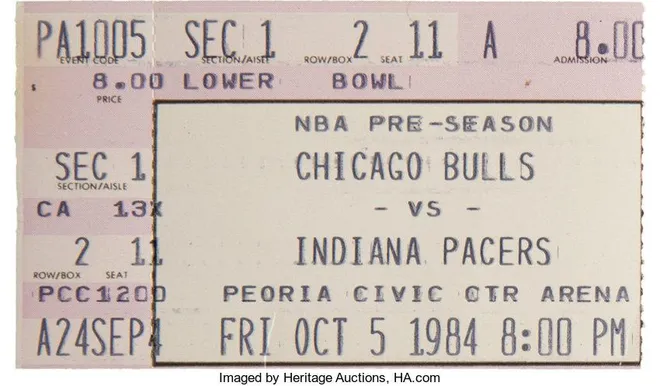 PA1005 SEC 1 2 11 A 8.00
EVENT CODE SECTION/AISLE ROW/BOX SEAT ADMISSION
$ 8.00 LOWER BOWL
PRICE
NBA PRE-SEASON
SEC 1 CHICAGO BULLS
SECTION/AISLE
CA 13X - VS -
2 11 INDIANA PACERS
ROW/BOX SEAT
PCC1200 PEORIA CIVIC CTR ARENA
A24SEP4 FRI OCT 5 1984 8:00 PM
Imaged by Heritage Auctions, HA.com